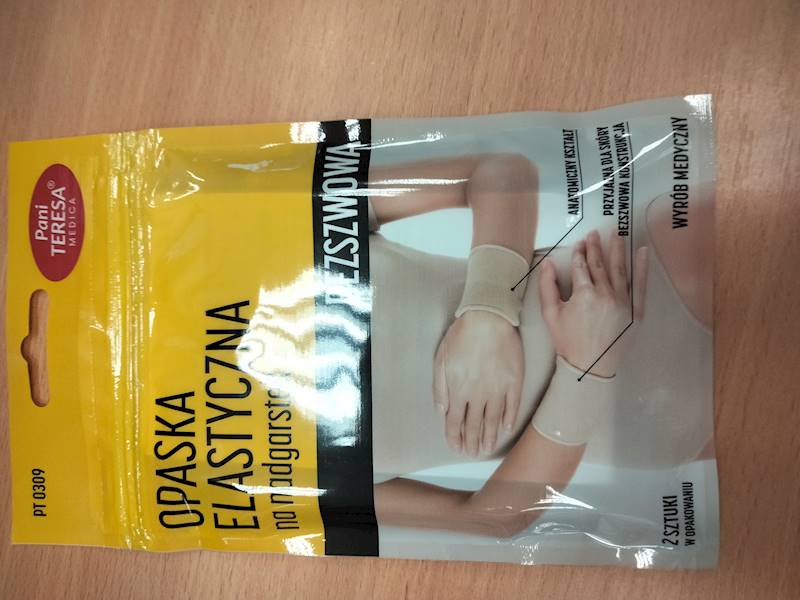 PT 0309
Pani
TERESA®
MEDICA
OPASKA
ELASTYCZNA
na nadgarstek
BEZSZWOWA
ANATOMICZNY KSZTAŁT
PRZYJAZNA DLA SKÓRY
BEZSZWOWA KONSTRUKCJA
2 SZTUKI
W OPAKOWANIU
WYRÓB MEDYCZNY